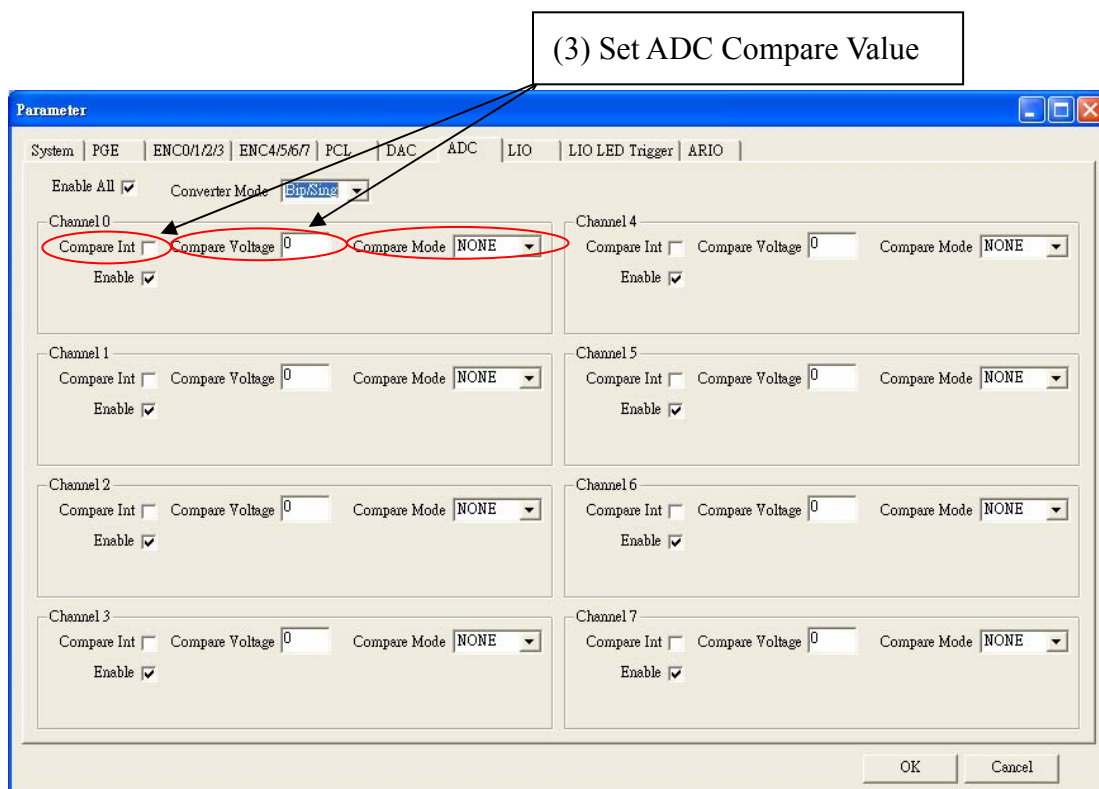 (3) Set ADC Compare Value
Parameter
System PGE ENC0/1/2/3 ENC4/5/6/7 PCL DAC ADC LIO LIO LED Trigger ARIO
Enable All Converter Mode Bip/Sing
Channel 0 Channel 4
Compare Int Compare Voltage 0 Compare Mode NONE Compare Int Compare Voltage 0 Compare Mode NONE
Enable Enable
Channel 1 Channel 5
Compare Int Compare Voltage 0 Compare Mode NONE Compare Int Compare Voltage 0 Compare Mode NONE
Enable Enable
Channel 2 Channel 6
Compare Int Compare Voltage 0 Compare Mode NONE Compare Int Compare Voltage 0 Compare Mode NONE
Enable Enable
Channel 3 Channel 7
Compare Int Compare Voltage 0 Compare Mode NONE Compare Int Compare Voltage 0 Compare Mode NONE
Enable Enable
OK Cancel